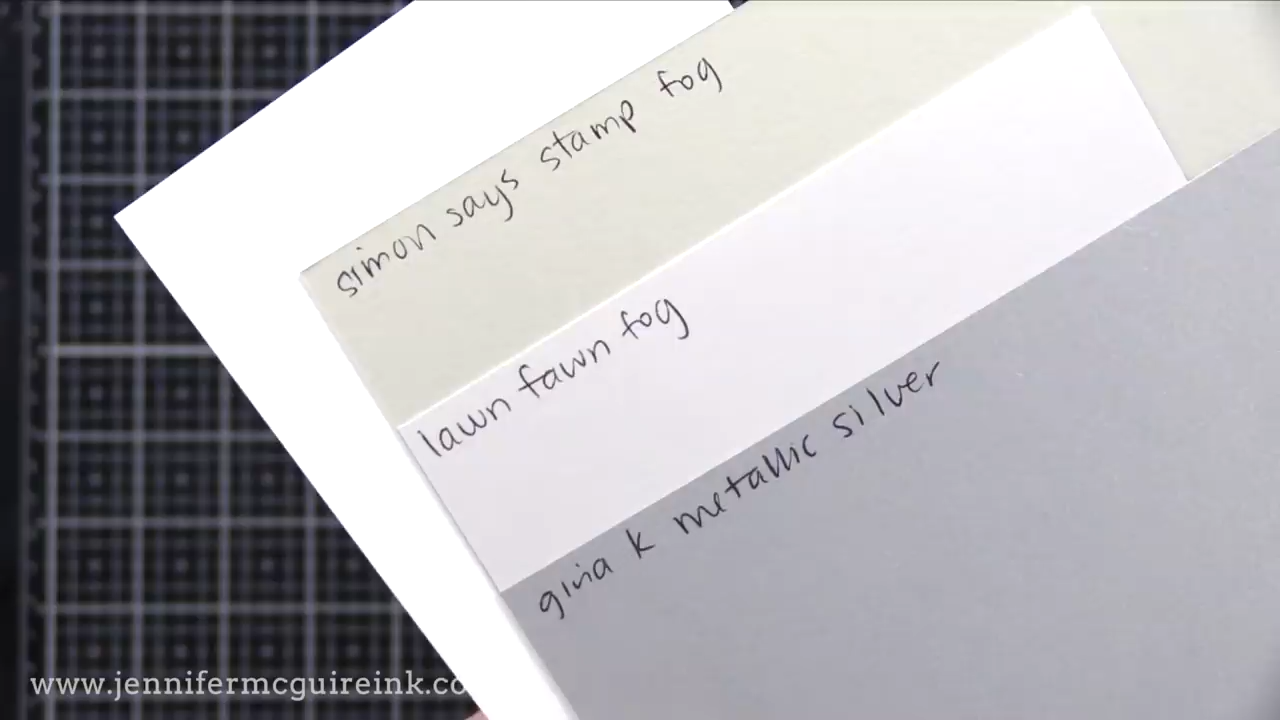 simon says stamp fog
lawn fawn fog
gina k metallic silver
www.jennifermcguireink.co